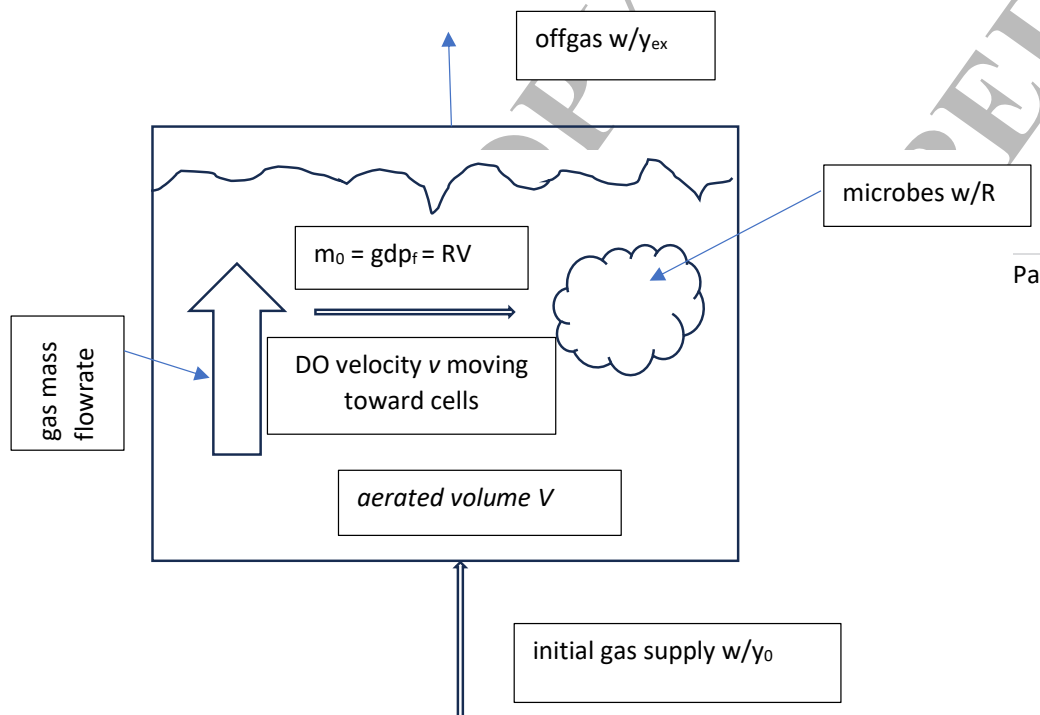 offgas w/yex
microbes w/R
m0 = gdpf = RV
Pa
gas mass
flowrate
DO velocity v moving
toward cells
aerated volume V
initial gas supply w/y0